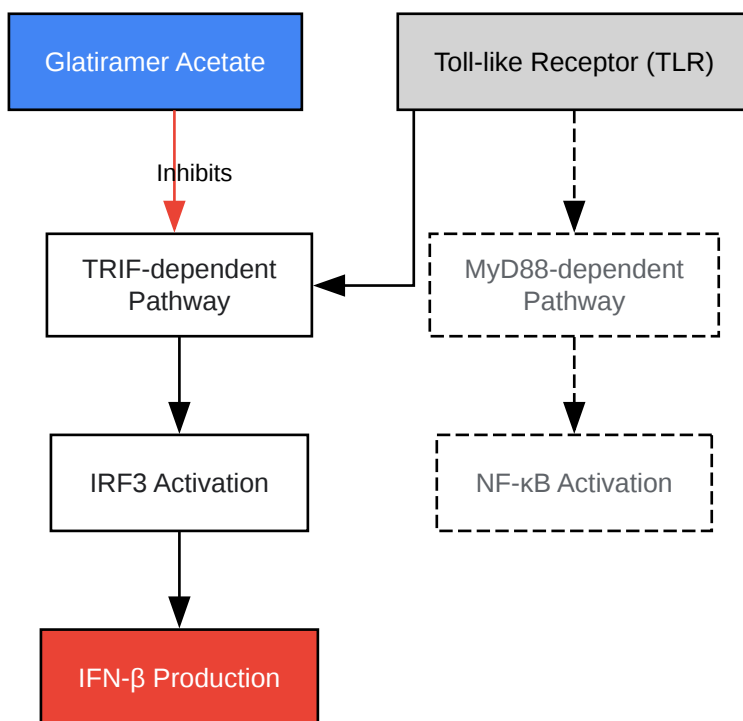 Glatiramer Acetate
Toll-like Receptor (TLR)
Inhibits
TRIF-dependent
Pathway
MyD88-dependent
Pathway
IRF3 Activation
NF-κB Activation
IFN-β Production